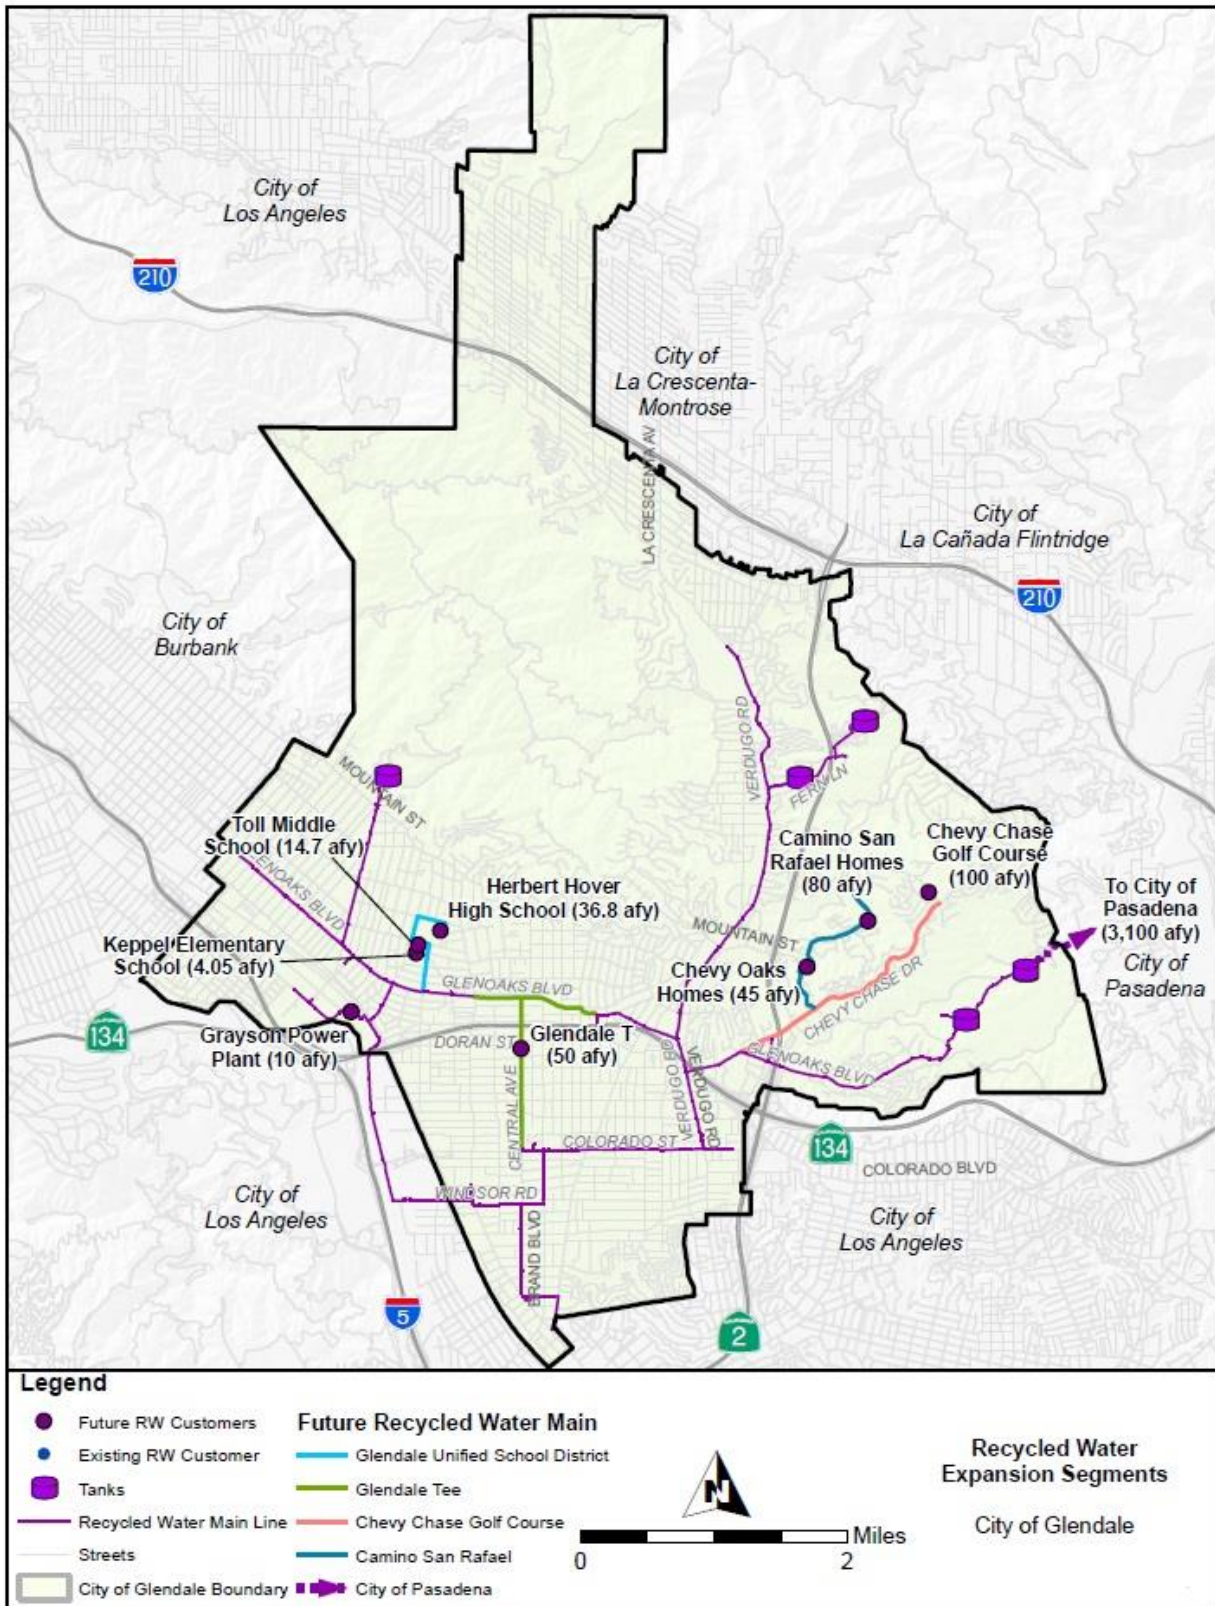 City of
Los Angeles
210
City of
La Crescenta-
Montrose
LA CRESCENTA AV
City of
La Cañada Flintridge
210
City of
Burbank
VERDUGO RD
FERN LN
MOUNTAIN ST
Toll Middle
School (14.7 afy)
GLENOAKS BLVD
Herbert Hover
High School (36.8 afy)
Camino San
Rafael Homes
(80 afy)
Chevy Chase
Golf Course
(100 afy)
To City of
Pasadena
(3,100 afy)
City of
Pasadena
MOUNTAIN ST
Keppel Elementary
School (4.05 afy)
Chevy Oaks
Homes (45 afy)
GLENOAKS BLVD
CHEVY CHASE DR
134
Grayson Power
Plant (10 afy)
DORAN ST
Glendale T
(50 afy)
GLENOAKS BLVD
VERDUGO RD
VERDUGO RD
CENTRAL AVE
COLORADO ST
134
COLORADO BLVD
City of
Los Angeles
WINDSOR RD
BRAND BLVD
City of
Los Angeles
5
2
Legend
Future RW Customers
Existing RW Customer
Tanks
Recycled Water Main Line
Streets
City of Glendale Boundary
Future Recycled Water Main
Glendale Unified School District
Glendale Tee
Chevy Chase Golf Course
Camino San Rafael
City of Pasadena
N
Miles
0 2
Recycled Water
Expansion Segments
City of Glendale